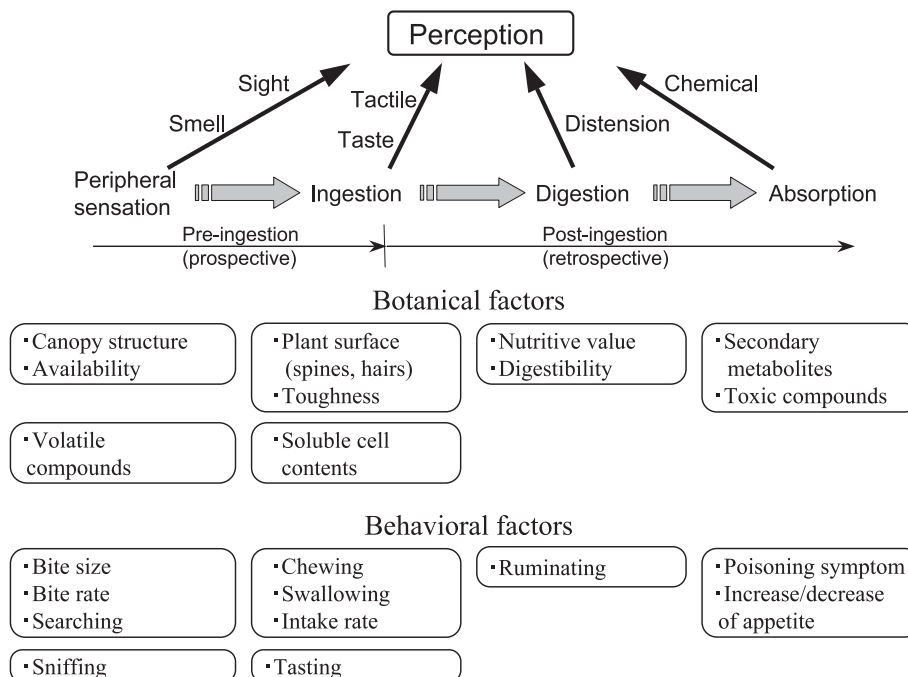 Perception
Sight
Smell
Tactile
Taste
Distension
Chemical
Peripheral
sensation
Ingestion
Digestion
Absorption
Pre-ingestion
(prospective)
Post-ingestion
(retrospective)
Botanical factors
・Canopy structure
・Availability
・Plant surface
(spines, hairs)
・Toughness
・Nutritive value
・Digestibility
・Secondary
metabolites
・Toxic compounds
・Volatile
compounds
・Soluble cell
contents
Behavioral factors
・Bite size
・Bite rate
・Searching
・Chewing
・Swallowing
・Intake rate
・Ruminating
・Poisoning symptom
・Increase/decrease
of appetite
・Sniffing
・Tasting